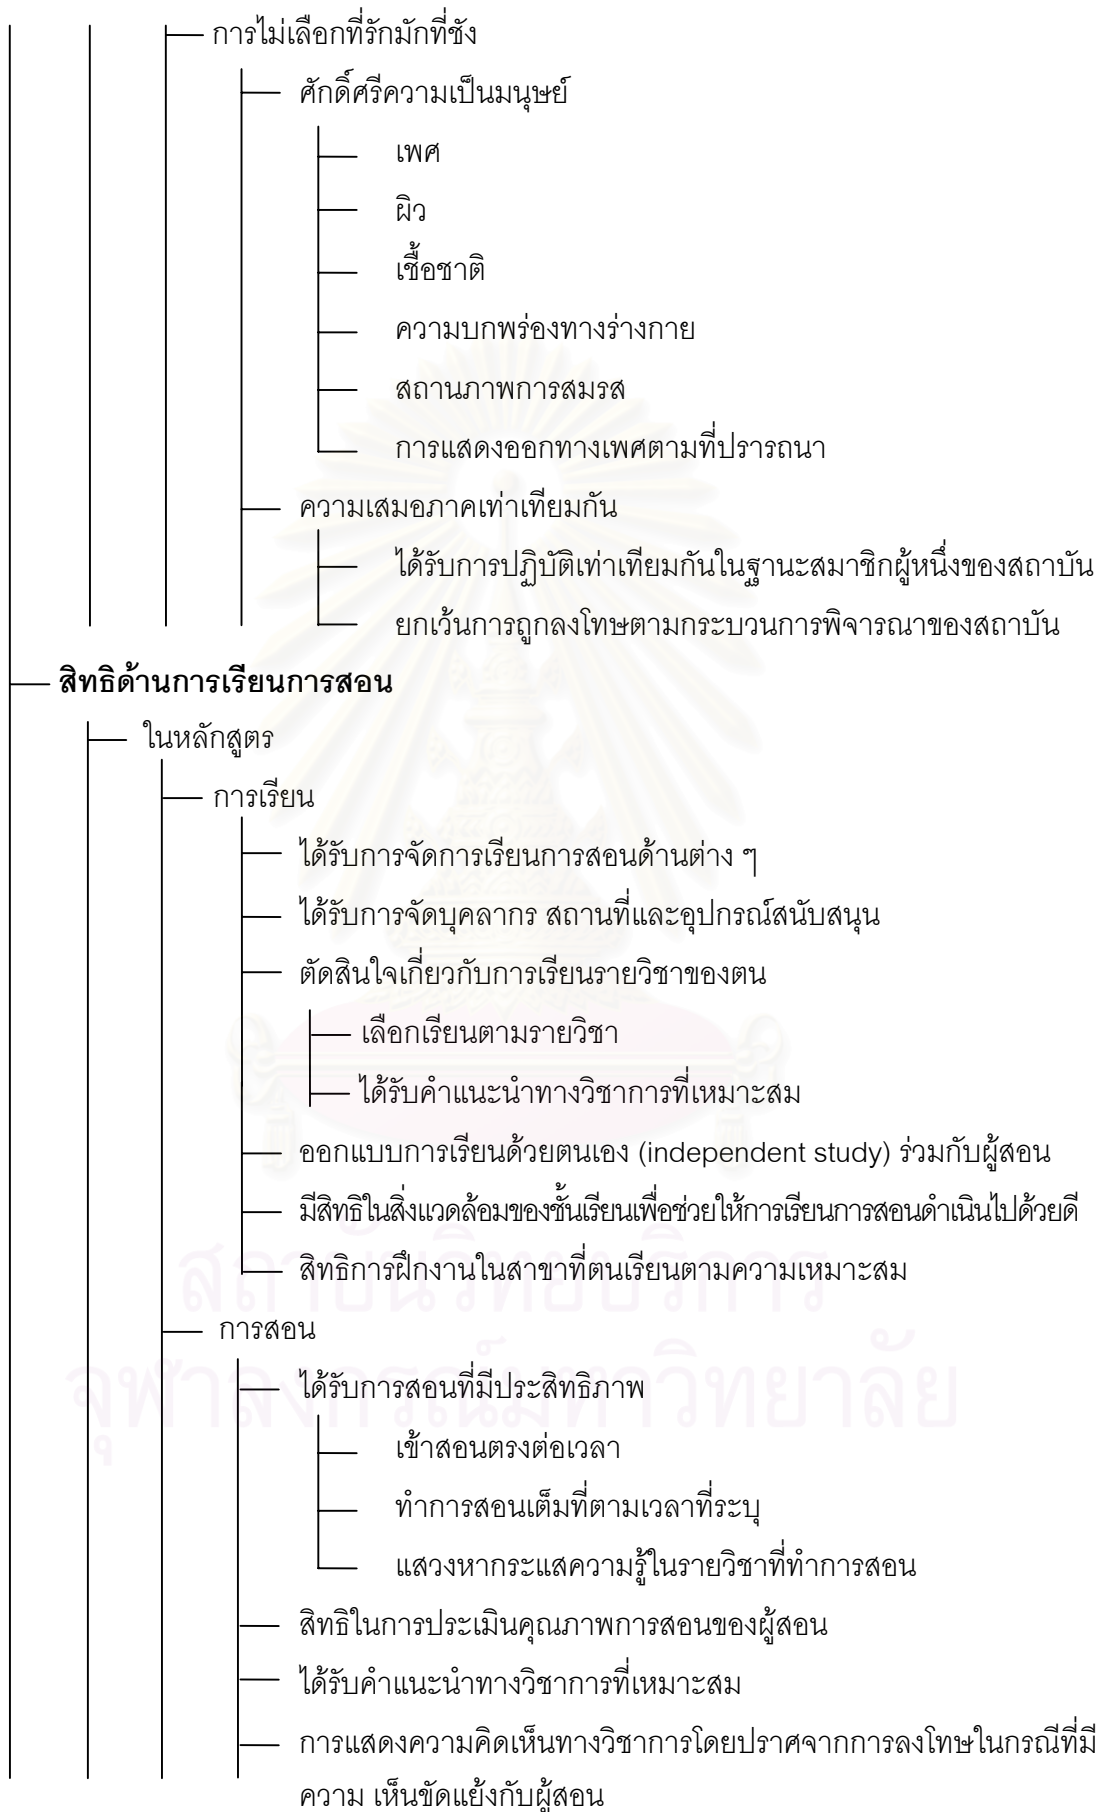 การไม่เลือกที่รักมักที่ชัง
ศักดิ์ศรีความเป็นมนุษย์
เพศ
ผิว
เชื้อชาติ
ความบกพร่องทางร่างกาย
สถานภาพการสมรส
การแสดงออกทางเพศตามที่ปรารถนา
ความเสมอภาคเท่าเทียมกัน
ได้รับการปฏิบัติเท่าเทียมกันในฐานะสมาชิกผู้หนึ่งของสถาบัน
ยกเว้นการถูกลงโทษตามกระบวนการพิจารณาของสถาบัน
สิทธิด้านการเรียนการสอน
ในหลักสูตร
การเรียน
ได้รับการจัดการเรียนการสอนด้านต่าง ๆ
ได้รับการจัดบุคลากร สถานที่และอุปกรณ์สนับสนุน
ตัดสินใจเกี่ยวกับการเรียนรายวิชาของตน
เลือกเรียนตามรายวิชา
ได้รับคำแนะนำทางวิชาการที่เหมาะสม
ออกแบบการเรียนด้วยตนเอง (independent study) ร่วมกับผู้สอน
มีสิทธิในสิ่งแวดล้อมของชั้นเรียนเพื่อช่วยให้การเรียนการสอนดำเนินไปด้วยดี
สถาบันวิทยบริการ
สิทธิการฝึกงานในสาขาที่ตนเรียนตามความเหมาะสม
การสอน
จุฬาลงกรณ์มหาวิทยาลัย
ได้รับการสอนที่มีประสิทธิภาพ
เข้าสอนตรงต่อเวลา
ทำการสอนเต็มที่ตามเวลาที่ระบุ
แสวงหากระแสความรู้ในรายวิชาที่ทำการสอน
สิทธิในการประเมินคุณภาพการสอนของผู้สอน
ได้รับคำแนะนำทางวิชาการที่เหมาะสม
การแสดงความคิดเห็นทางวิชาการโดยปราศจากการลงโทษในกรณีที่มี
ความ เห็นขัดแย้งกับผู้สอน